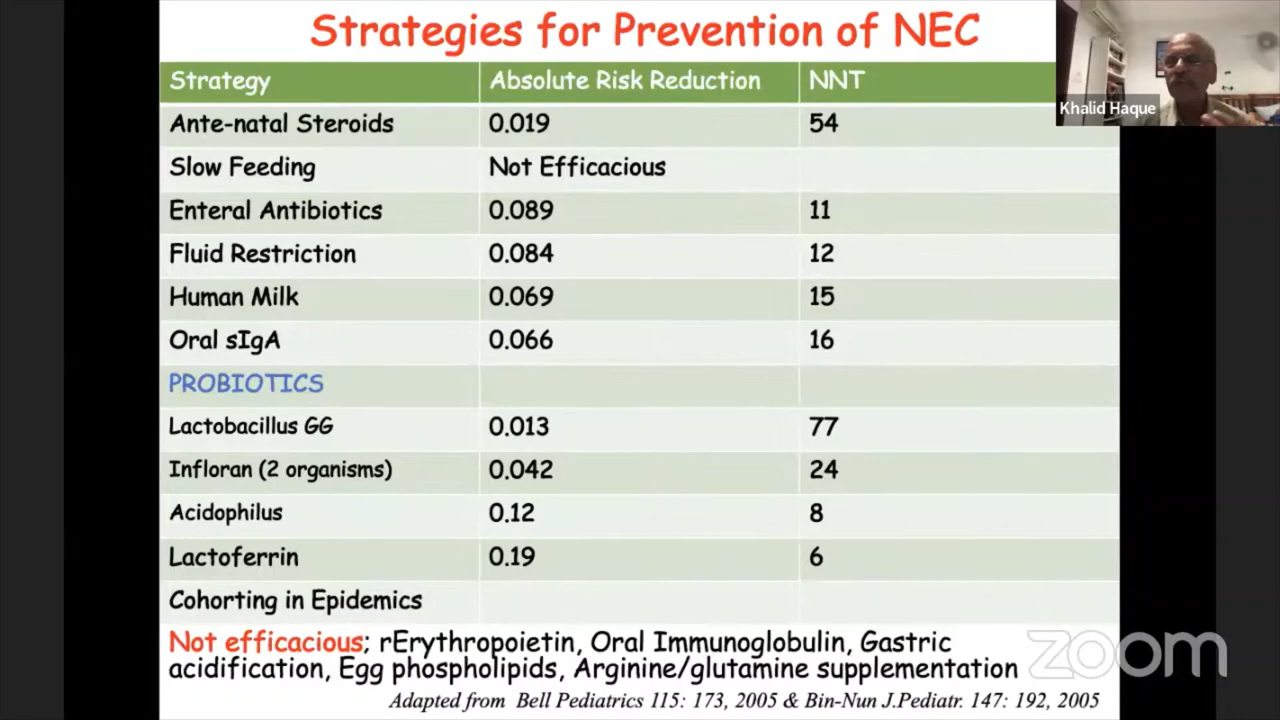 Strategies for Prevention of NEC
Khalid Haque
Strategy Absolute Risk Reduction NNT
Ante-natal Steroids 0.019 54
Slow Feeding Not Efficacious
Enteral Antibiotics 0.089 11
Fluid Restriction 0.084 12
Human Milk 0.069 15
Oral sIgA 0.066 16
PROBIOTICS
Lactobacillus GG 0.013 77
Infloran (2 organisms) 0.042 24
Acidophilus 0.12 8
Lactoferrin 0.19 6
Cohorting in Epidemics
Not efficacious; rErythropoietin, Oral Immunoglobulin, Gastric
acidification, Egg phospholipids, Arginine/glutamine supplementation
Adapted from Bell Pediatrics 115: 173, 2005 & Bin-Nun J.Pediatr. 147: 192, 2005
zoom